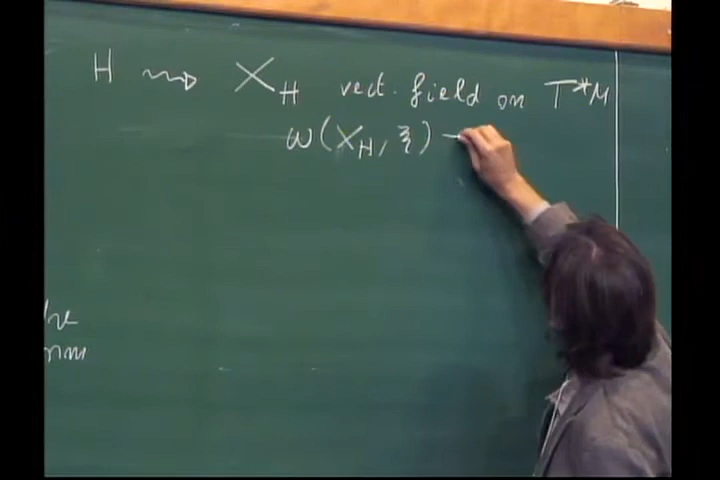 H ⇝ X_H vect. field on T*M
ω(X_H, ξ) –